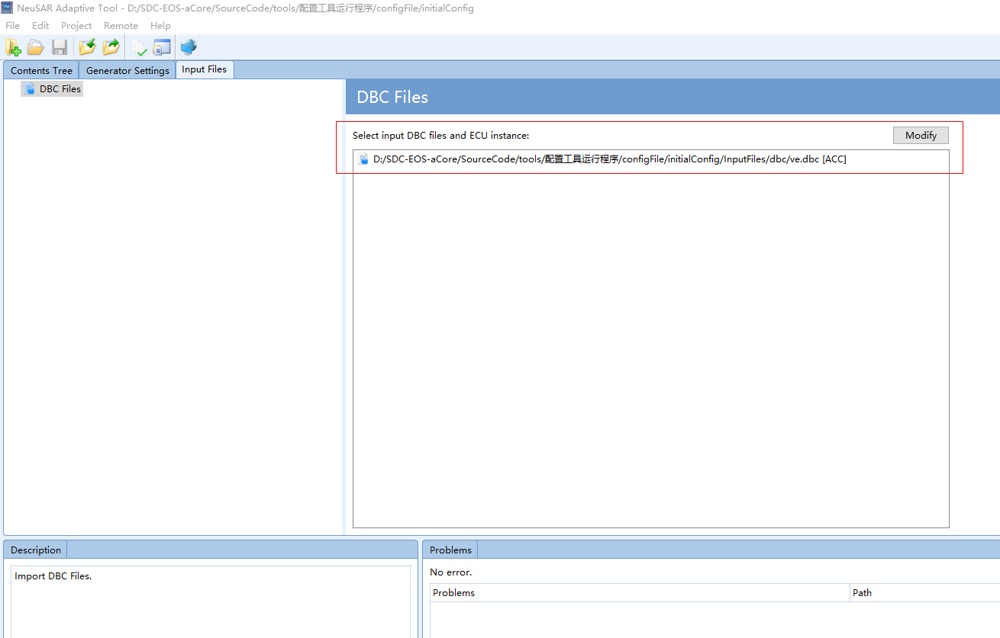 NeuSAR Adaptive Tool - D:/SDC-EOS-aCore/SourceCode/tools/配置工具运行程序/configFile/initialConfig
File Edit Project Remote Help
Contents Tree Generator Settings Input Files
DBC Files
DBC Files
Select input DBC files and ECU instance:
Modify
D:/SDC-EOS-aCore/SourceCode/tools/配置工具运行程序/configFile/initialConfig/InputFiles/dbc/ve.dbc [ACC]
Description
Import DBC Files.
Problems
No error.
Problems Path